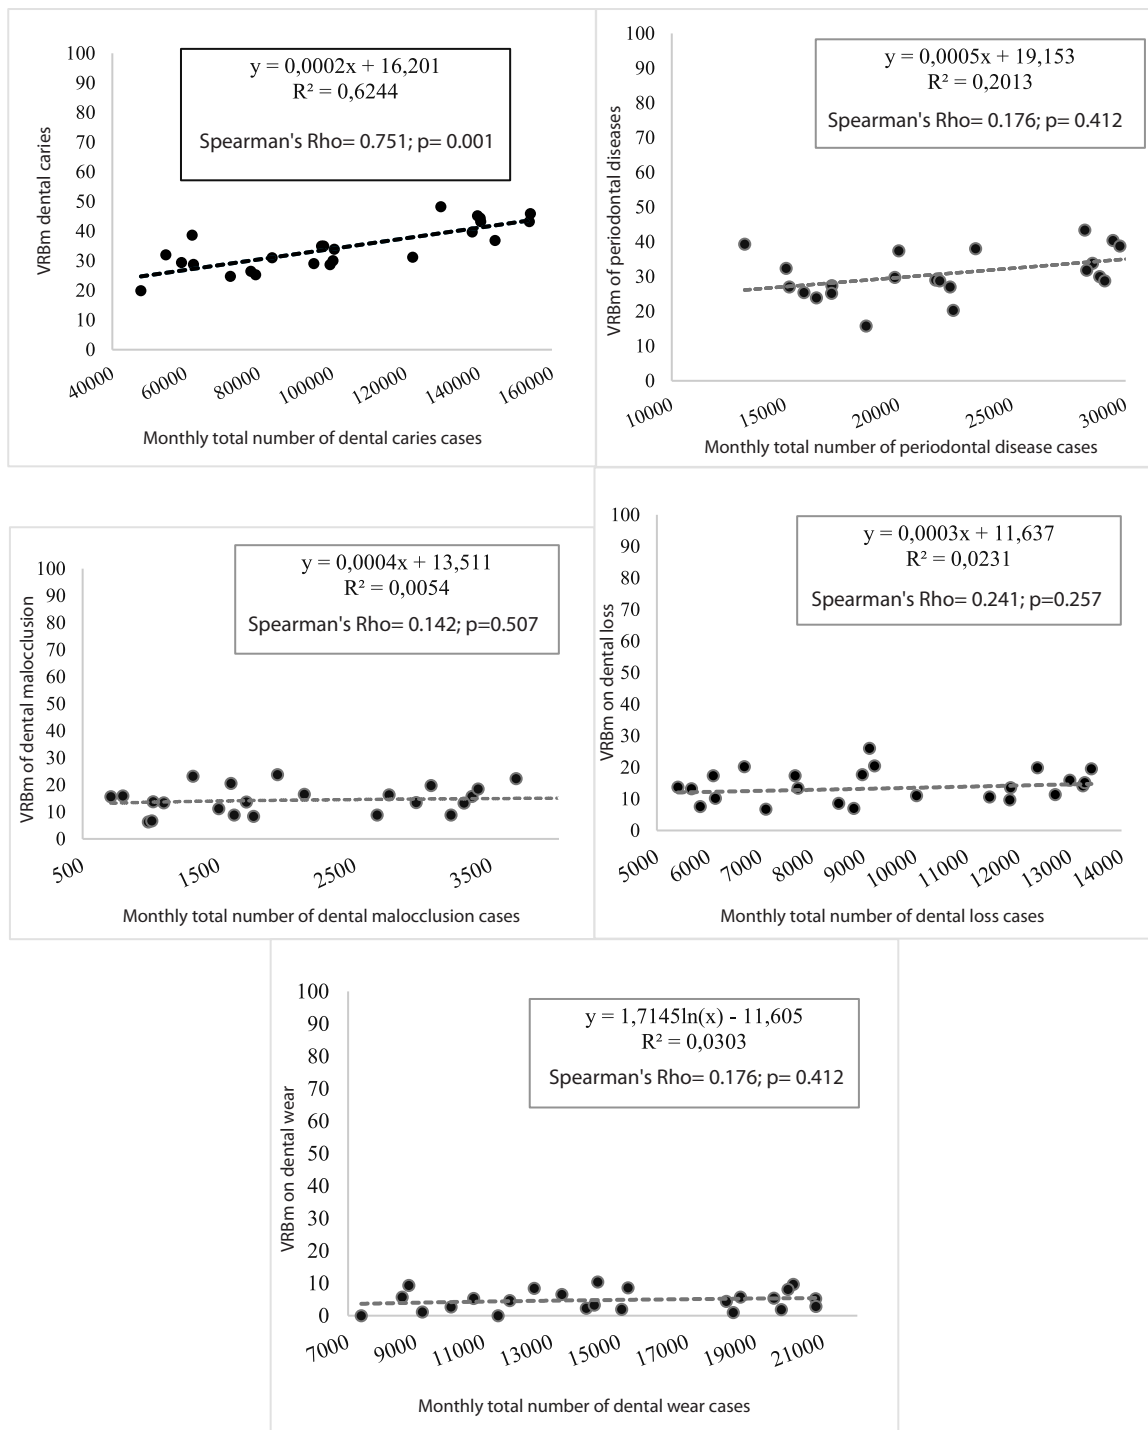 y = 0,0002x + 16,201
R² = 0,6244
Spearman's Rho= 0.751; p= 0.001
VRBm dental caries
100
90
80
70
60
50
40
30
20
10
0
40000 60000 80000 100000 120000 140000 160000
Monthly total number of dental caries cases
y = 0,0005x + 19,153
R² = 0,2013
Spearman's Rho= 0.176; p= 0.412
VRBm of periodontal diseases
100
90
80
70
60
50
40
30
20
10
0
10000 15000 20000 25000 30000
Monthly total number of periodontal disease cases
y = 0,0004x + 13,511
R² = 0,0054
Spearman's Rho= 0.142; p=0.507
VRBm of dental malocclusion
100
90
80
70
60
50
40
30
20
10
0
500 1500 2500 3500
Monthly total number of dental malocclusion cases
y = 0,0003x + 11,637
R² = 0,0231
Spearman's Rho= 0.241; p=0.257
VRBm on dental loss
100
90
80
70
60
50
40
30
20
10
0
5000 6000 7000 8000 9000 10000 11000 12000 13000 14000
Monthly total number of dental loss cases
y = 1,7145ln(x) - 11,605
R² = 0,0303
Spearman's Rho= 0.176; p= 0.412
VRBm on dental wear
100
90
80
70
60
50
40
30
20
10
0
7000 9000 11000 13000 15000 17000 19000 21000
Monthly total number of dental wear cases